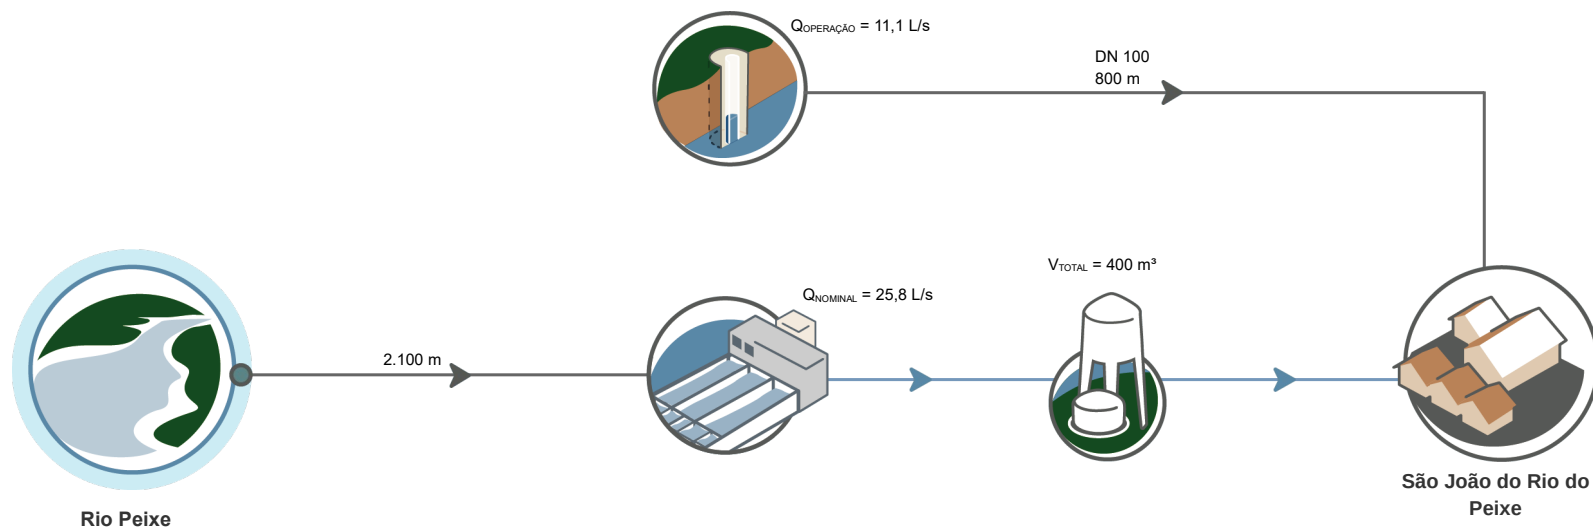 QOPERAÇÃO = 11,1 L/s
DN 100
800 m
VTOTAL = 400 m³
QNOMINAL = 25,8 L/s
2.100 m
São João do Rio do
Peixe
Rio Peixe